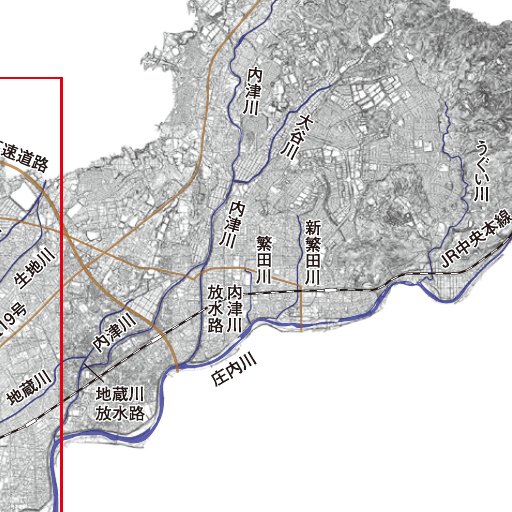 内津川
大谷川
うぐい川
速道路
内津川
繁田川
新繁田川
JR中央本線
生地川
19号
内津川
放水路
内津川
庄内川
地蔵川
地蔵川
放水路